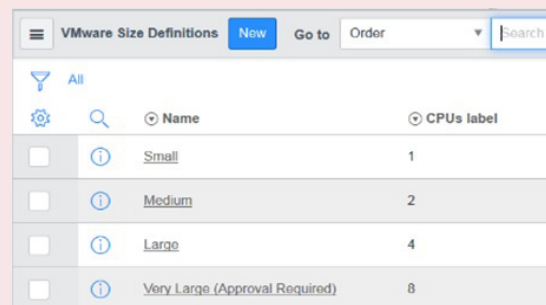 VMware Size Definitions New Go to Order Search
All
Name CPUs label
Small 1
Medium 2
Large 4
Very Large (Approval Required) 8